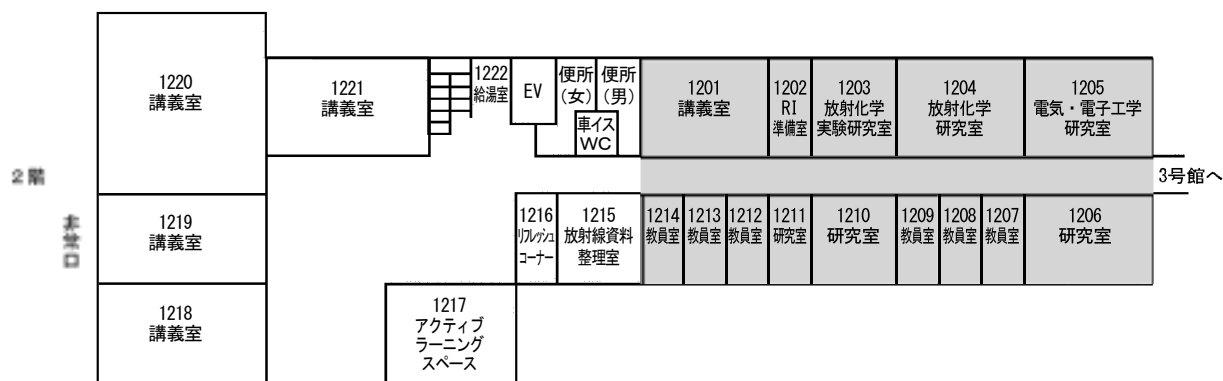 2階
非常口
1220
講義室
1221
講義室
1222
給湯室
EV
便所
(女)
便所
(男)
車イス
WC
1201
講義室
1202
RI
準備室
1203
放射化学
実験研究室
1204
放射化学
研究室
1205
電気・電子工学
研究室
3号館へ
1219
講義室
1216
リフレッシュ
コーナー
1215
放射線資料
整理室
1214
教員室
1213
教員室
1212
教員室
1211
研究室
1210
研究室
1209
教員室
1208
教員室
1207
教員室
1206
研究室
1218
講義室
1217
アクティブ
ラーニング
スペース